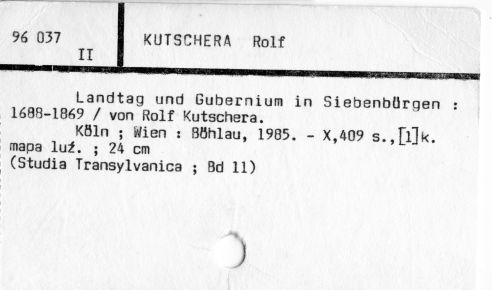 96 037 KUTSCHERA Rolf
II
Landtag und Gubernium in Siebenbürgen :
1688-1869 / von Rolf Kutschera.
Köln ; Wien : Böhlau, 1985. - X,409 s.,[1]k.
mapa luź. ; 24 cm
(Studia Transylvanica ; Bd 11)